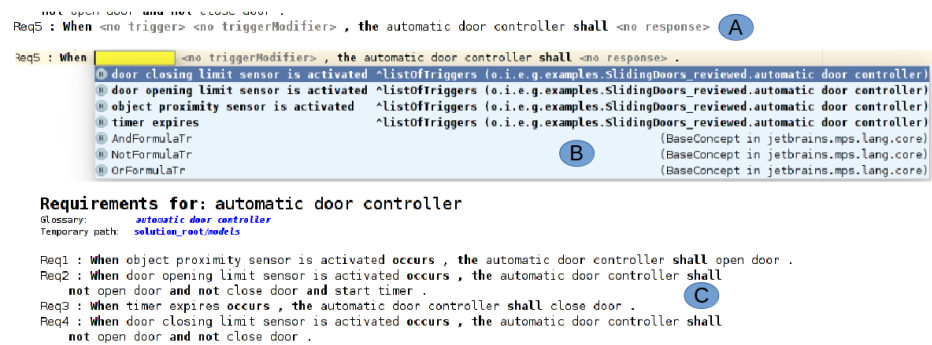 not open door and not close door .
Req5 : When <no trigger> <no triggerModifier> , the automatic door controller shall <no response> A
Req5 : When <no triggerModifier> , the automatic door controller shall <no response> .
door closing limit sensor is activated ^listOfTriggers (o.i.e.g.examples.SlidingDoors_reviewed.automatic door controller)
door opening limit sensor is activated ^listOfTriggers (o.i.e.g.examples.SlidingDoors_reviewed.automatic door controller)
object proximity sensor is activated ^listOfTriggers (o.i.e.g.examples.SlidingDoors_reviewed.automatic door controller)
timer expires ^listOfTriggers (o.i.e.g.examples.SlidingDoors_reviewed.automatic door controller)
AndFormulaTr (BaseConcept in jetbrains.mps.lang.core)
NotFormulaTr B (BaseConcept in jetbrains.mps.lang.core)
OrFormulaTr (BaseConcept in jetbrains.mps.lang.core)
Requirements for: automatic door controller
Glossary: automatic door controller
Temporary path: solution_root/models
Req1 : When object proximity sensor is activated occurs , the automatic door controller shall open door .
Req2 : When door opening limit sensor is activated occurs , the automatic door controller shall
not open door and not close door and start timer . C
Req3 : When timer expires occurs , the automatic door controller shall close door .
Req4 : When door closing limit sensor is activated occurs , the automatic door controller shall
not open door and not close door .